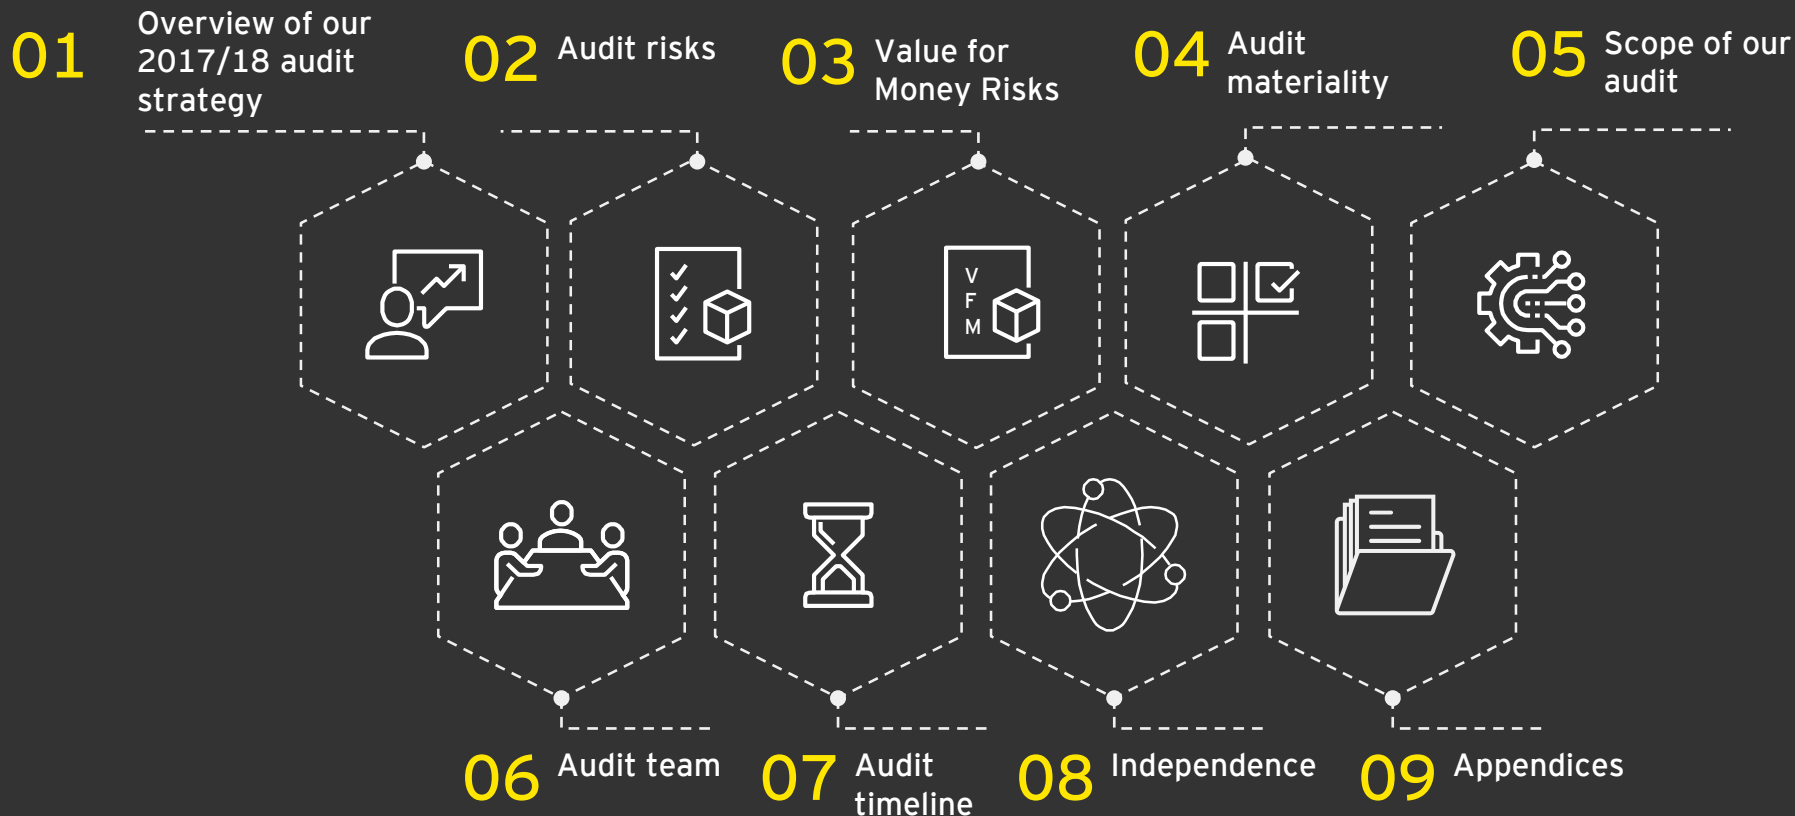 01
Overview of our
2017/18 audit
strategy
02
Audit risks
03
Value for
Money Risks
04
Audit
materiality
05
Scope of our
audit
V
F
M
06
Audit team
07
Audit
timeline
08
Independence
09
Appendices